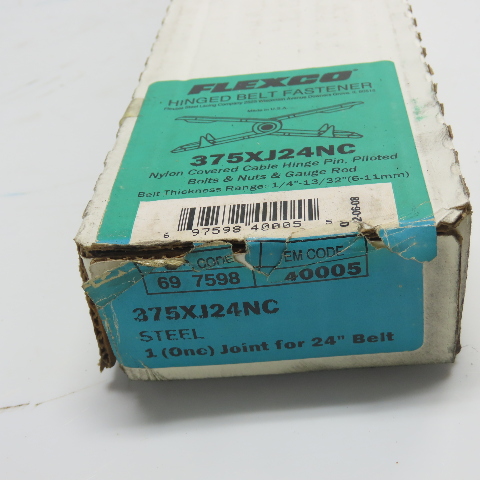 FLEXCO
HINGED BELT FASTENER
375XJ24NC
Nylon Covered Cable Hinge Pin, Piloted
Bolts & Nuts & Gauge Rod
Belt Thickness Range: 1/4"-13/32"(6-11mm)
6 97598 40005 5
2-06-08
CODE EM CODE
69 7598 40005
375XJ24NC
STEEL
1 (One) Joint for 24" Belt